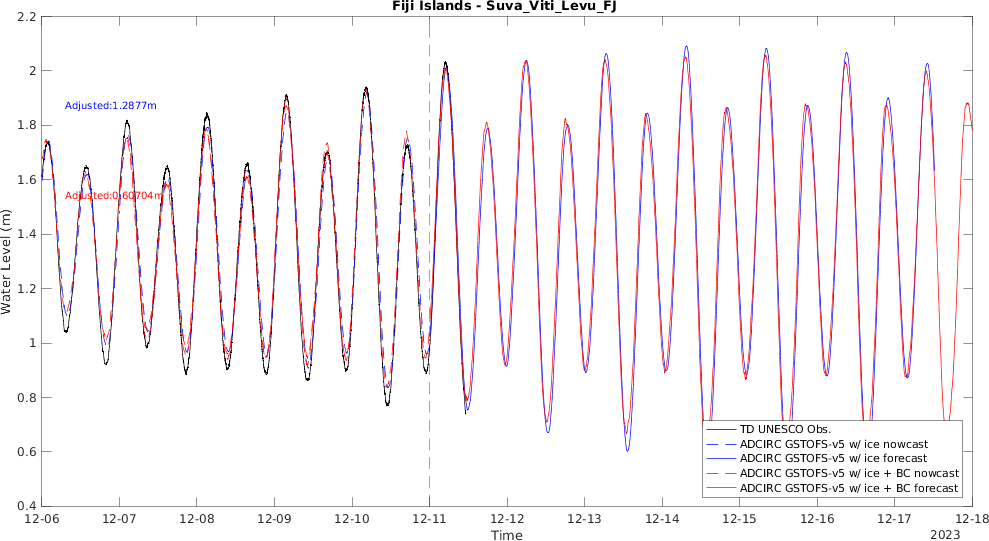 Fiji Islands - Suva_Viti_Levu_FJ
2.2
2
1.8
1.6
1.4
1.2
1
0.8
0.6
0.4
Water Level (m)
Adjusted:1.2877m
Adjusted:0.60704m
TD UNESCO Obs.
ADCIRC GSTOFS-v5 w/ ice nowcast
ADCIRC GSTOFS-v5 w/ ice forecast
ADCIRC GSTOFS-v5 w/ ice + BC nowcast
ADCIRC GSTOFS-v5 w/ ice + BC forecast
12-06 12-07 12-08 12-09 12-10 12-11 12-12 12-13 12-14 12-15 12-16 12-17 12-18
Time
2023